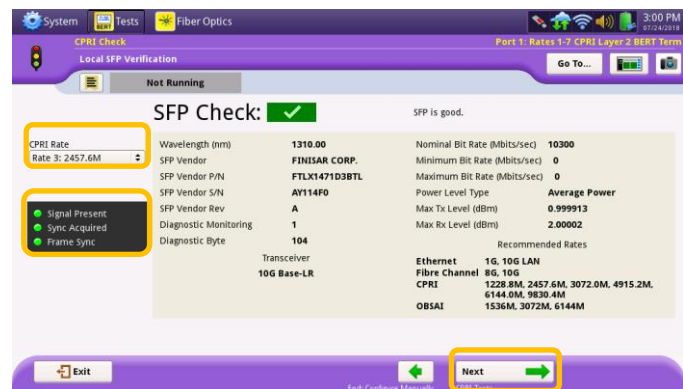 System Tests Fiber Optics 3:00 PM
BERT 07/24/2018
CPRI Check Port 1: Rates 1-7 CPRI Layer 2 BERT Term
Local SFP Verification Go To...
Not Running
SFP Check: SFP is good.
CPRI Rate
Rate 3: 2457.6M
Signal Present
Sync Acquired
Frame Sync
Wavelength (nm) 1310.00
SFP Vendor FINISAR CORP.
SFP Vendor P/N FTLX1471D3BTL
SFP Vendor S/N AY114F0
SFP Vendor Rev A
Diagnostic Monitoring 1
Diagnostic Byte 104
Transceiver
10G Base-LR
Nominal Bit Rate (Mbits/sec) 10300
Minimum Bit Rate (Mbits/sec) 0
Maximum Bit Rate (Mbits/sec) 0
Power Level Type Average Power
Max Tx Level (dBm) 0.999913
Max Rx Level (dBm) 2.00002
Recommended Rates
Ethernet 1G, 10G LAN
Fibre Channel 8G, 10G
CPRI 1228.8M, 2457.6M, 3072.0M, 4915.2M,
6144.0M, 9830.4M
OBSAI 1536M, 3072M, 6144M
Exit Next